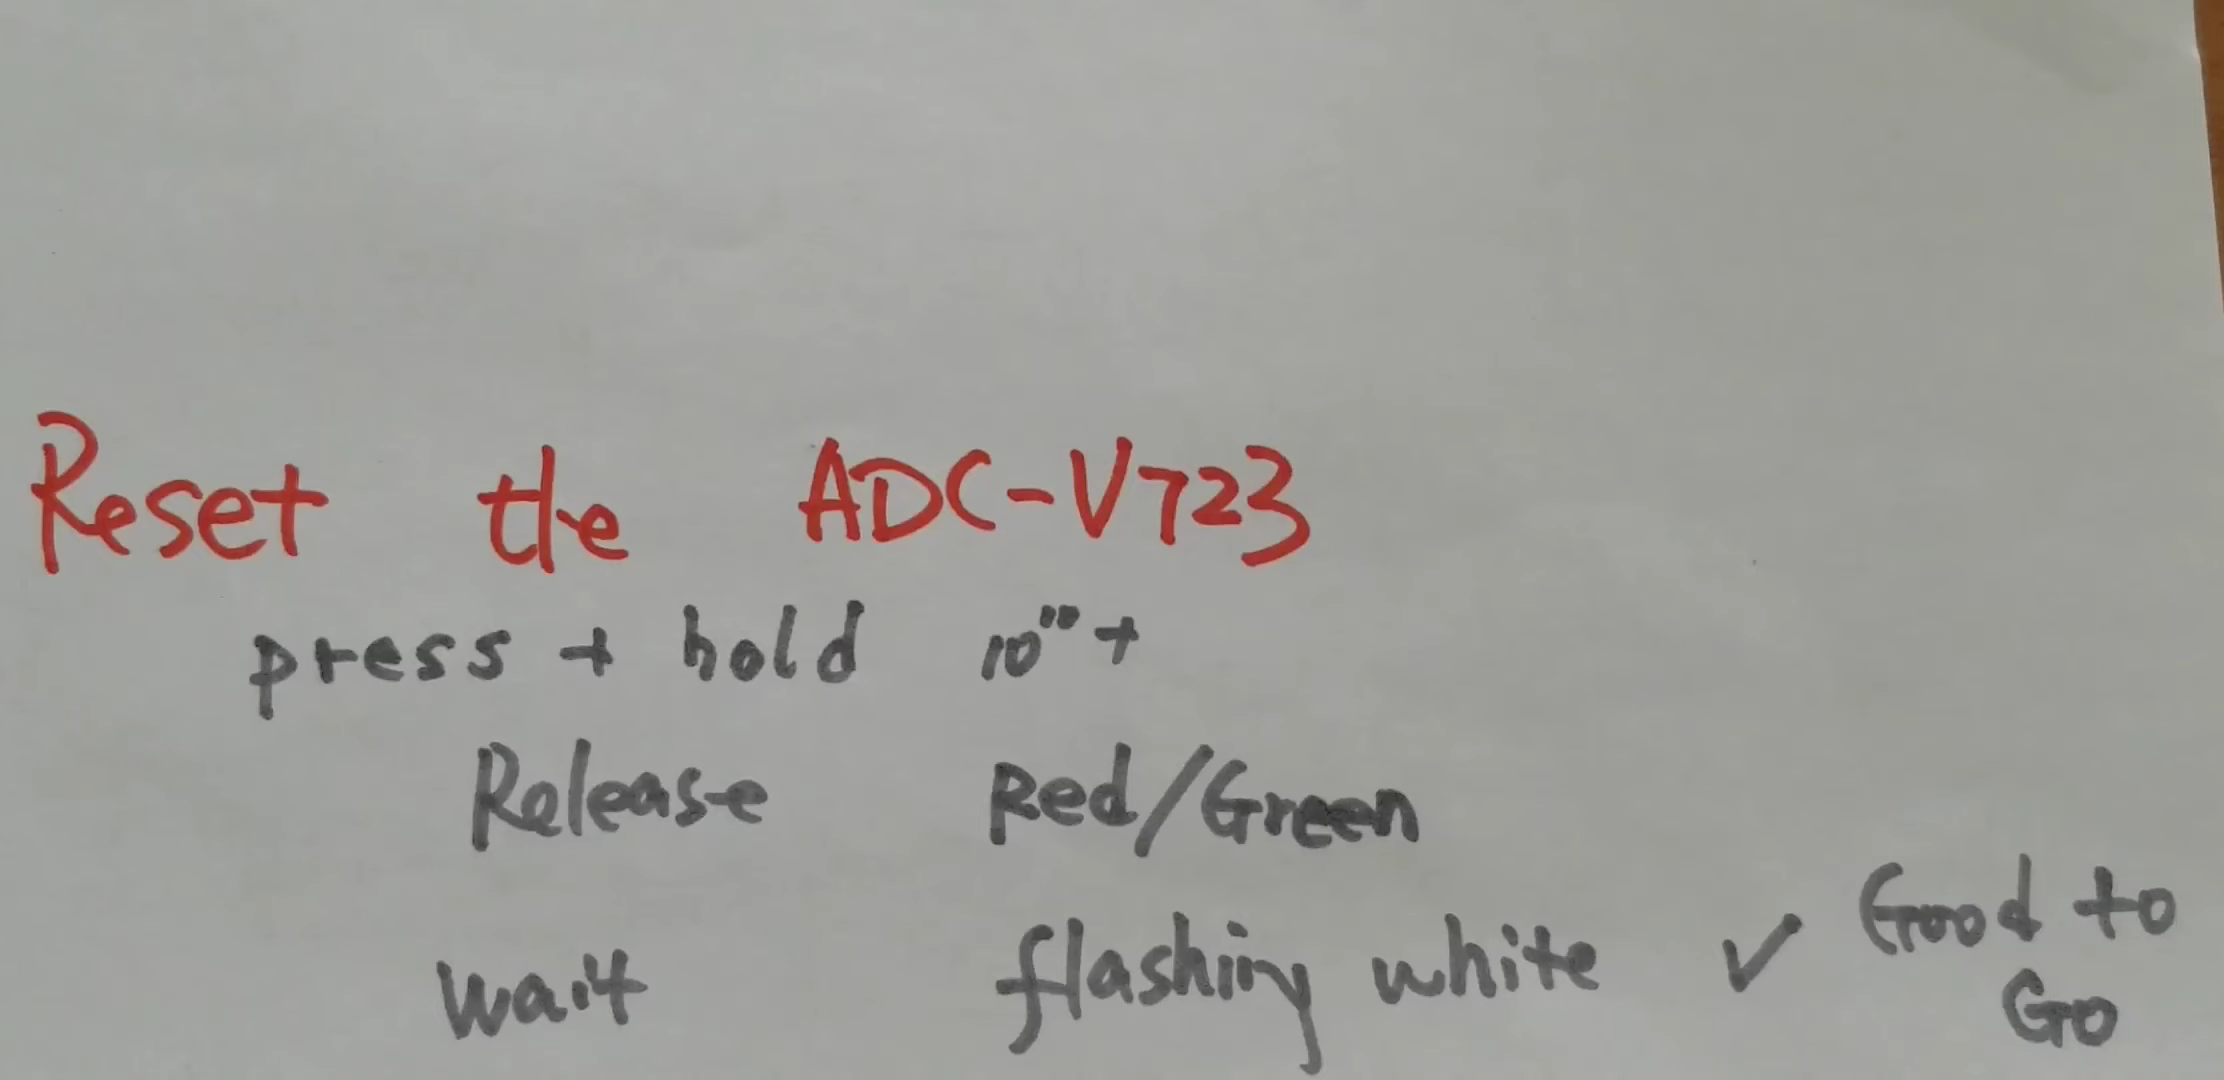 Reset the ADC-V723
press + hold 10"+
Release Red/Green
wait flashing white ✓ Good to
Go